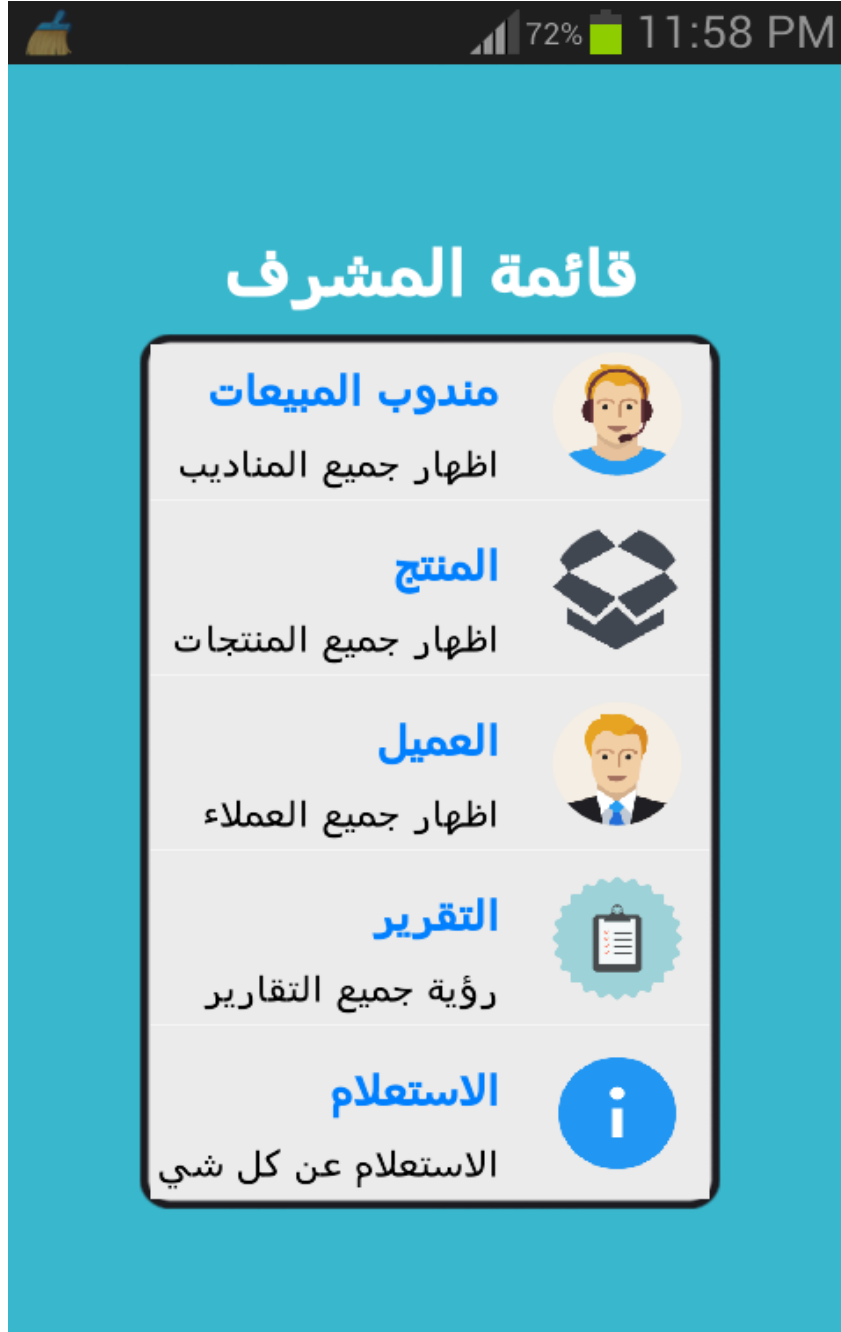 72% 11:58 PM
قائمة المشرف
مندوب المبيعات
اظهار جميع المناديب
المنتج
اظهار جميع المنتجات
العميل
اظهار جميع العملاء
التقرير
رؤية جميع التقارير
الاستعلام
الاستعلام عن كل شي